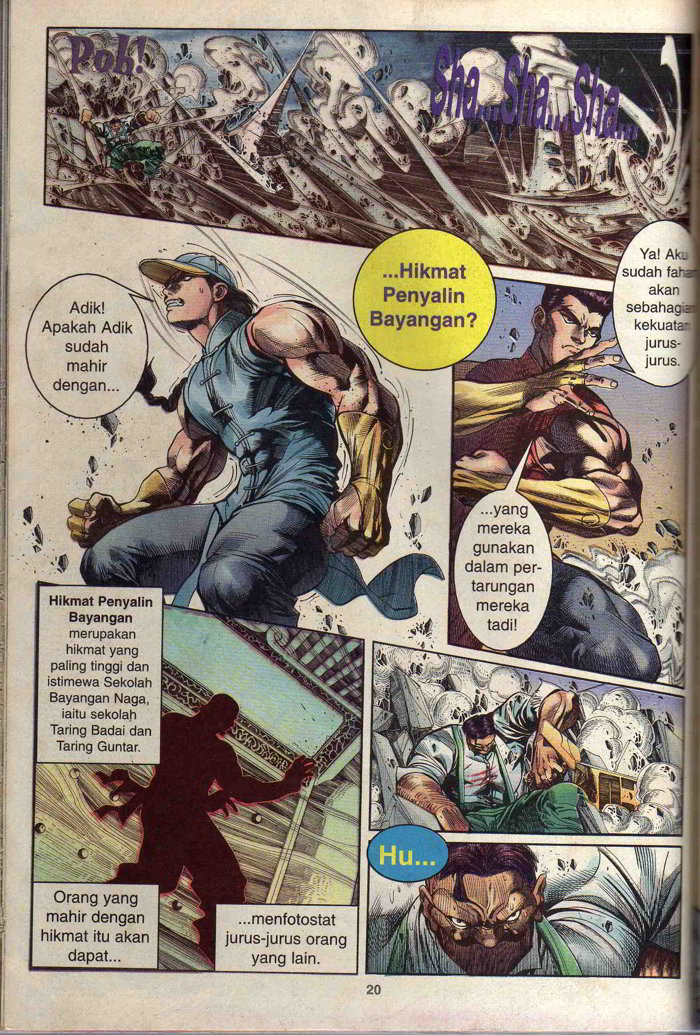 Poh!
Sha...Sha...Sha...
Adik!
Apakah Adik
sudah
mahir
dengan...
...Hikmat
Penyalin
Bayangan?
Ya! Aku
sudah faham
akan
sebahagian
kekuatan
jurus-
jurus.
...yang
mereka
gunakan
dalam per-
tarungan
mereka
tadi!
Hikmat Penyalin
Bayangan
merupakan
hikmat yang
paling tinggi dan
istimewa Sekolah
Bayangan Naga,
iaitu sekolah
Taring Badai dan
Taring Guntar.
Orang yang
mahir dengan
hikmat itu akan
dapat...
...menfotostat
jurus-jurus orang
yang lain.
Hu...
20